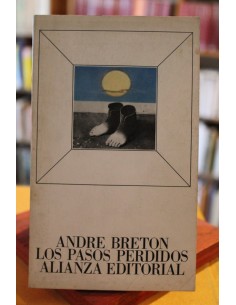 ANDRE BRETON
LOS PASOS PERDIDOS
ALIANZA EDITORIAL